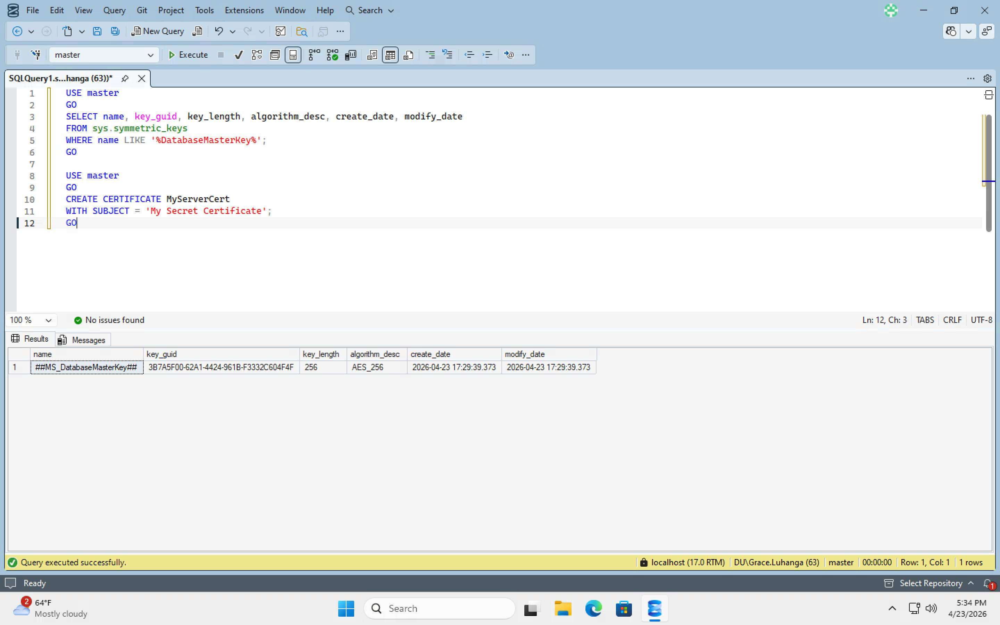 File Edit View Query Git Project Tools Extensions Window Help Search
New Query
master Execute
SQLQuery1.s...hanga (63))*
1 USE master
2 GO
3 SELECT name, key_guid, key_length, algorithm_desc, create_date, modify_date
4 FROM sys.symmetric_keys
5 WHERE name LIKE '%DatabaseMasterKey%';
6 GO
7
8 USE master
9 GO
10 CREATE CERTIFICATE MyServerCert
11 WITH SUBJECT = 'My Secret Certificate';
12 GO
100 % No issues found Ln: 12, Ch: 3 TABS CRLF UTF-8
Results Messages
name key_guid key_length algorithm_desc create_date modify_date
1 ##MS_DatabaseMasterKey## 3B7A5F00-62A1-4424-961B-F3332C604F4F 256 AES_256 2026-04-23 17:29:39.373 2026-04-23 17:29:39.373
Query executed successfully. localhost (17.0 RTM) DU\Grace.Luhanga (63) master 00:00:00 Row: 1, Col: 1 1 rows
Ready Select Repository 1
2 64°F
Mostly cloudy
Search
5:34 PM
4/23/2026